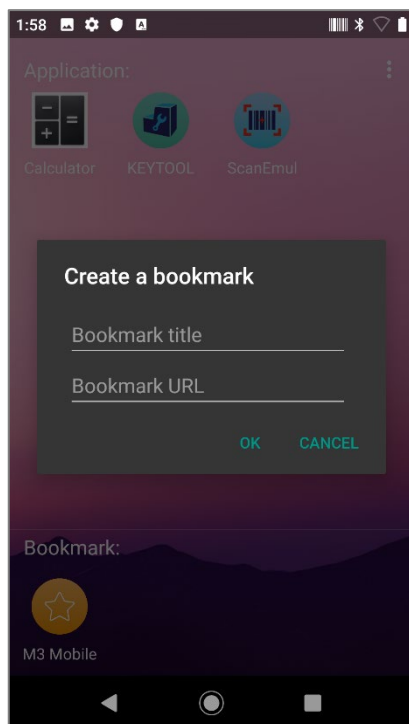 1:58
A
Application:
Calculator KEYTOOL ScanEmul
Create a bookmark
Bookmark title
Bookmark URL
OK CANCEL
Bookmark:
M3 Mobile